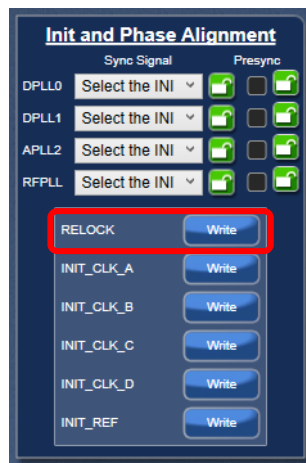 Init and Phase Alignment
Sync Signal Presync
DPLL0 Select the INI
DPLL1 Select the INI
APLL2 Select the INI
RFPLL Select the INI
RELOCK Write
INIT_CLK_A Write
INIT_CLK_B Write
INIT_CLK_C Write
INIT_CLK_D Write
INIT_REF Write